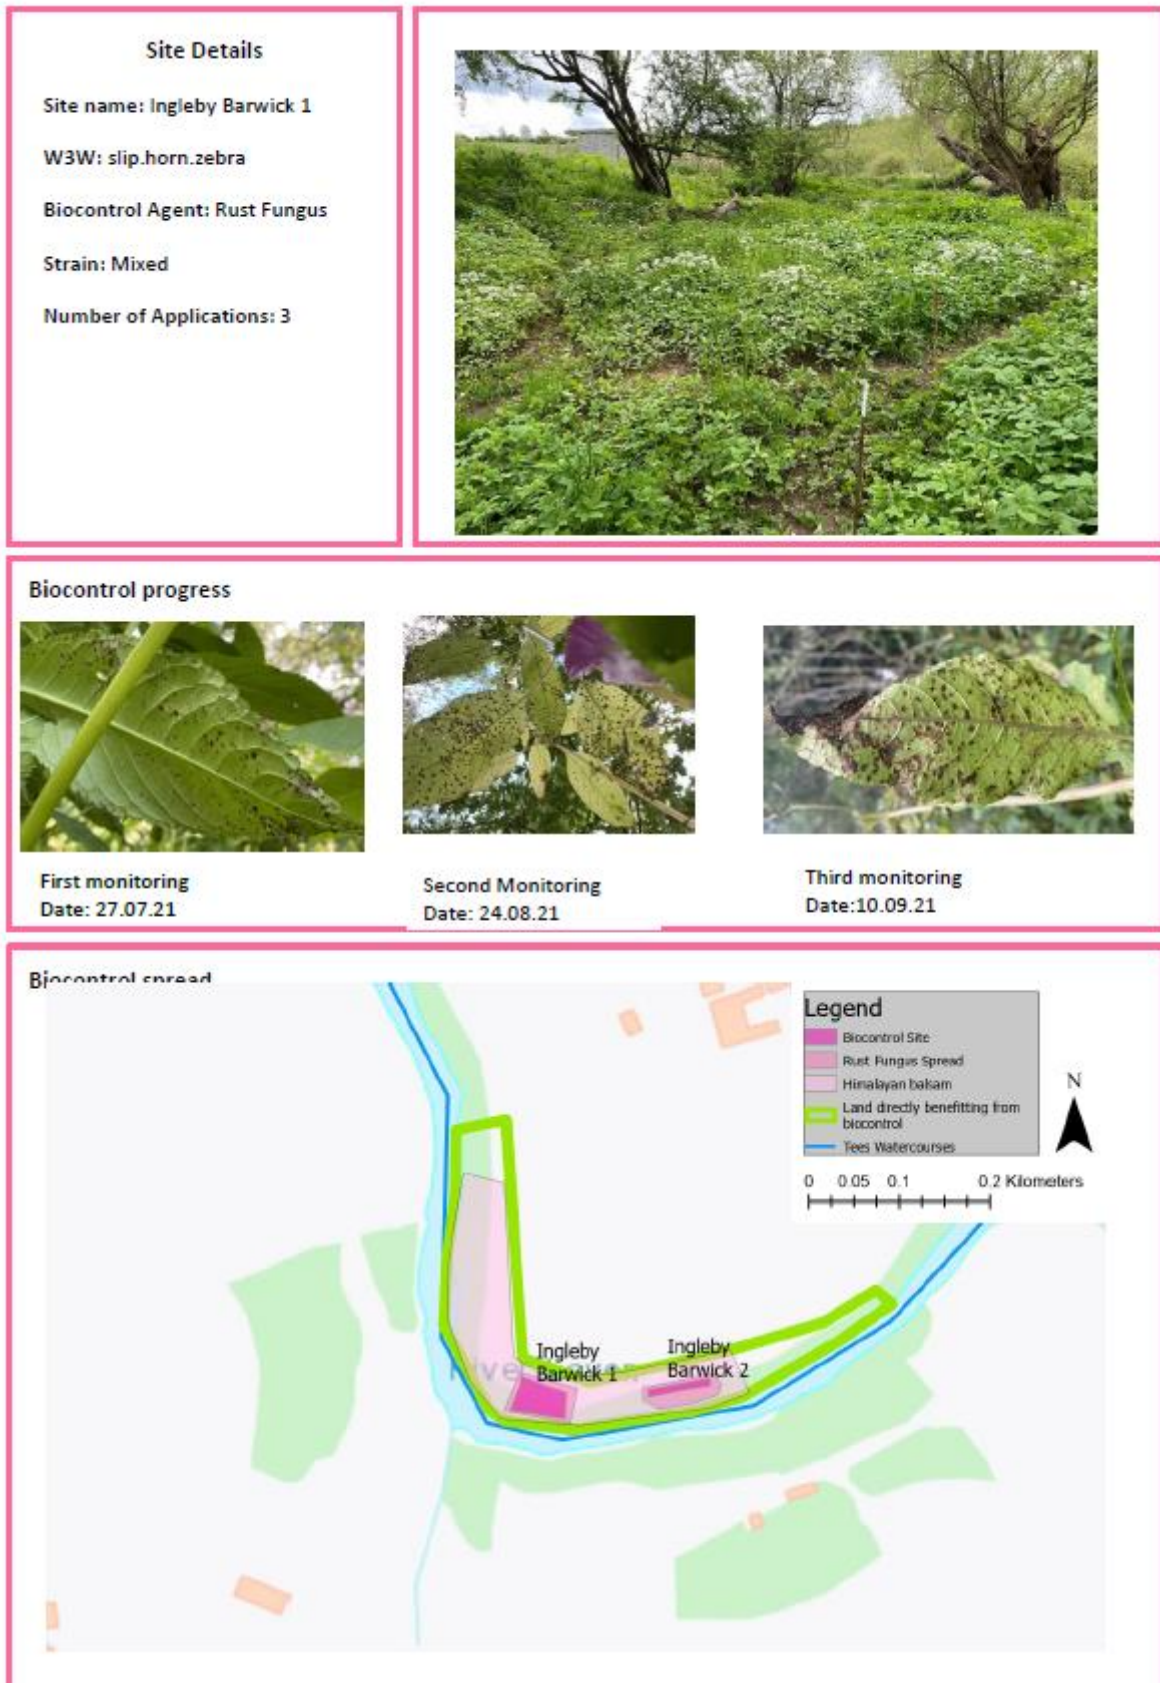 Site Details
Site name: Ingleby Barwick 1
W3W: slip.horn.zebra
Biocontrol Agent: Rust Fungus
Strain: Mixed
Number of Applications: 3
Biocontrol progress
First monitoring
Date: 27.07.21
Second Monitoring
Date: 24.08.21
Third monitoring
Date:10.09.21
Biocontrol spread
Legend
Biocontrol Site
Rust Fungus Spread
Himalayan balsam
Land directly benefitting from
biocontrol
Tees Watercourses
N
0 0.05 0.1 0.2 Kilometers
Ingleby
Barwick 1
Ingleby
Barwick 2